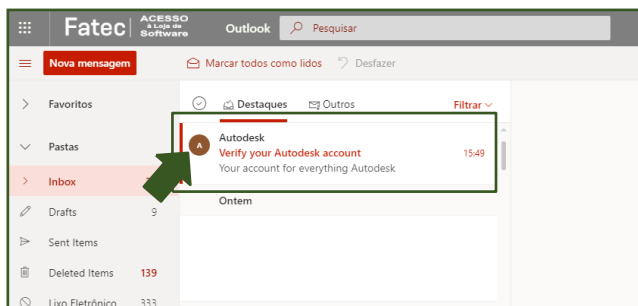 Fatec ACESSO à Loja de Software Outlook Pesquisar
Nova mensagem Marcar todos como lidos Desfazer
Favoritos Destaques Outros Filtrar
Pastas
A
Autodesk
Verify your Autodesk account 15:49
Your account for everything Autodesk
Inbox
Ontem
Drafts 9
Sent Items
Deleted Items 139
Lixo Eletrônico 333